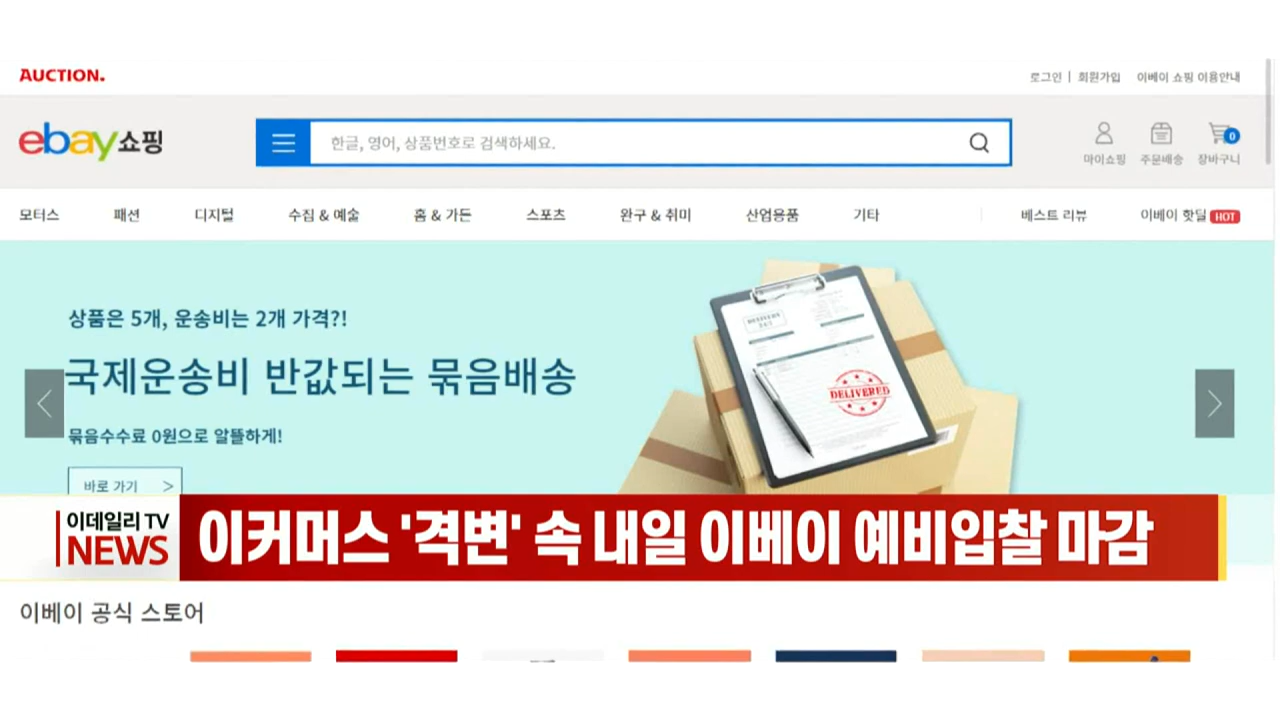 AUCTION.
로그인 | 회원가입 이베이 쇼핑 이용안내
ebay쇼핑
한글, 영어, 상품번호로 검색하세요.
0
마이쇼핑 주문배송 장바구니
모터스 패션 디지털 수집 & 예술 홈 & 가든 스포츠 완구 & 취미 산업용품 기타 베스트 리뷰 이베이 핫딜 HOT
상품은 5개, 운송비는 2개 가격?!
국제운송비 반값되는 묶음배송
묶음수수료 0원으로 알뜰하게!
바로 가기 >
DELIVERED
이데일리 TV
NEWS
이커머스 '격변' 속 내일 이베이 예비입찰 마감
이베이 공식 스토어